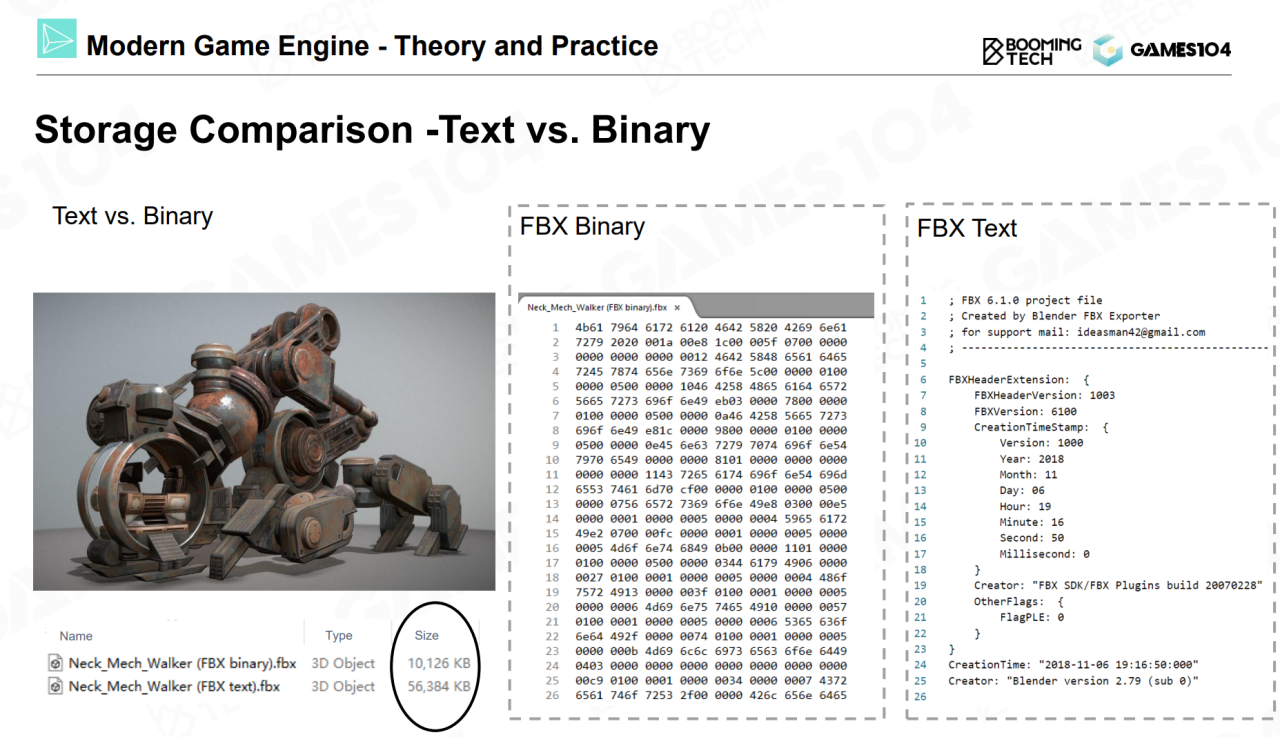 Modern Game Engine - Theory and Practice
BOOMING
TECH
GAMES104
Storage Comparison -Text vs. Binary
Text vs. Binary
Name Type Size
Neck_Mech_Walker (FBX binary).fbx 3D Object 10,126 KB
Neck_Mech_Walker (FBX text).fbx 3D Object 56,384 KB
FBX Binary
Neck_Mech_Walker (FBX binary).fbx ×
1 4b61 7964 6172 6120 4642 5820 4269 6e61
2 7279 2020 001a 00e8 1c00 005f 0700 0000
3 0000 0000 0000 0012 4642 5848 6561 6465
4 7245 7874 656e 7369 6f6e 5c00 0000 0100
5 0000 0500 0000 1046 4258 4865 6164 6572
6 5665 7273 696f 6e49 eb03 0000 7800 0000
7 0100 0000 0500 0000 0a46 4258 5665 7273
8 696f 6e49 e81c 0000 9800 0000 0100 0000
9 0500 0000 0e45 6e63 7279 7074 696f 6e54
10 7970 6549 0000 0000 8101 0000 0000 0000
11 0000 0000 1143 7265 6174 696f 6e54 696d
12 6553 7461 6d70 cf00 0000 0100 0000 0500
13 0000 0756 6572 7369 6f6e 49e8 0300 00e5
14 0000 0001 0000 0005 0000 0004 5965 6172
15 49e2 0700 00fc 0000 0001 0000 0005 0000
16 0005 4d6f 6e74 6849 0b00 0000 1101 0000
17 0100 0000 0500 0000 0344 6179 4906 0000
18 0027 0100 0001 0000 0005 0000 0004 486f
19 7572 4913 0000 003f 0100 0001 0000 0005
20 0000 0006 4d69 6e75 7465 4910 0000 0057
21 0100 0001 0000 0005 0000 0006 5365 636f
22 6e64 492f 0000 0074 0100 0001 0000 0005
23 0000 000b 4d69 6c6c 6973 6563 6f6e 6449
24 0403 0000 0000 0000 0000 0000 0000 0000
25 00c9 0100 0001 0000 0034 0000 0007 4372
26 6561 746f 7253 2f00 0000 426c 656e 6465
FBX Text
1 ; FBX 6.1.0 project file
2 ; Created by Blender FBX Exporter
3 ; for support mail: ideasman42@gmail.com
4 ; -----------------------------------------------
5
6 FBXHeaderExtension: {
7 FBXHeaderVersion: 1003
8 FBXVersion: 6100
9 CreationTimeStamp: {
10 Version: 1000
11 Year: 2018
12 Month: 11
13 Day: 06
14 Hour: 19
15 Minute: 16
16 Second: 50
17 Millisecond: 0
18 }
19 Creator: "FBX SDK/FBX Plugins build 20070228"
20 OtherFlags: {
21 FlagPLE: 0
22 }
23 }
24 CreationTime: "2018-11-06 19:16:50:000"
25 Creator: "Blender version 2.79 (sub 0)"
26